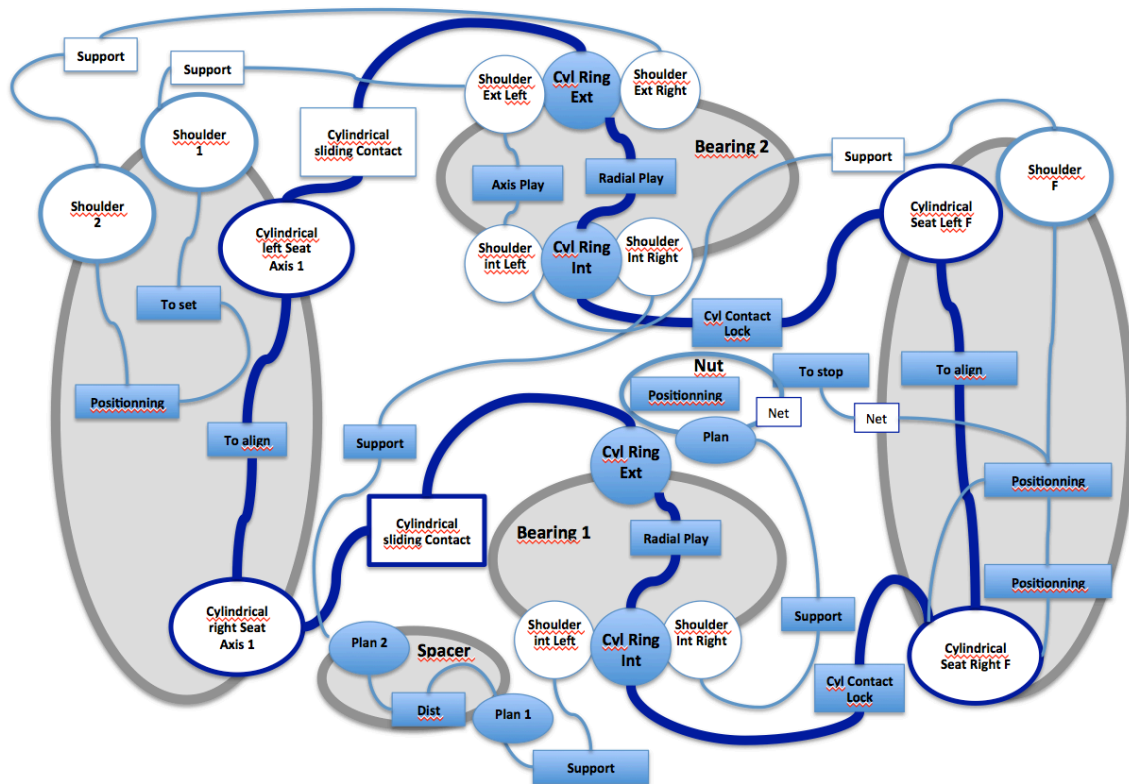 Support
Support
Shoulder
Ext Left
Cyl Ring
Ext
Shoulder
Ext Right
Shoulder
1
Cylindrical
sliding Contact
Bearing 2
Support
Shoulder
F
Shoulder
2
Axis Play
Radial Play
Cylindrical
Seat Left F
Cylindrical
left Seat
Axis 1
Shoulder
int Left
Cyl Ring
Int
Shoulder
Int Right
To set
Cyl Contact
Lock
Nut
To stop
To align
Positionning
Positionning
Net
Net
To align
Support
Plan
Cyl Ring
Ext
Positionning
Cylindrical
sliding Contact
Bearing 1
Radial Play
Positionning
Cylindrical
right Seat
Axis 1
Shoulder
int Left
Cyl Ring
Int
Shoulder
Int Right
Support
Plan 2
Spacer
Cylindrical
Seat Right F
Cyl Contact
Lock
Dist
Plan 1
Support